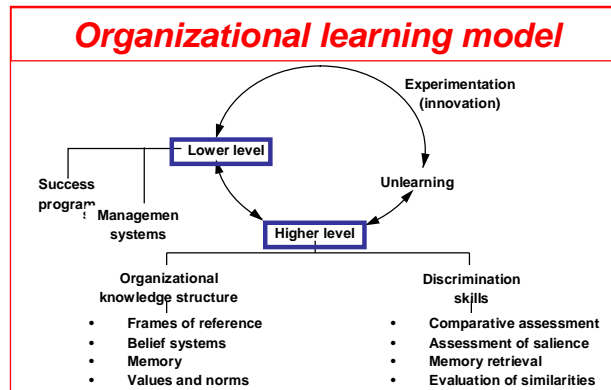 Organizational learning model
Experimentation
(innovation)
Lower level
Success
program
Managemen
systems
Unlearning
Higher level
Organizational
knowledge structure
• Frames of reference
• Belief systems
• Memory
• Values and norms
Discrimination
skills
• Comparative assessment
• Assessment of salience
• Memory retrieval
• Evaluation of similarities